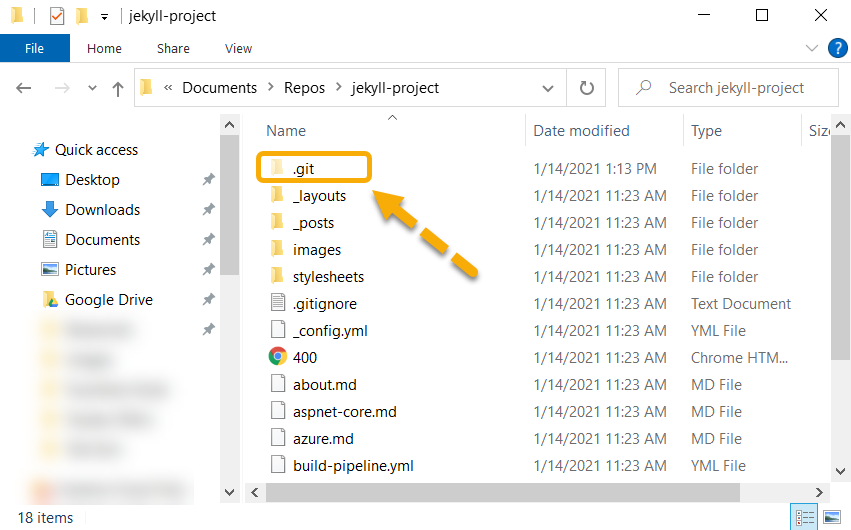 jekyll-project
File Home Share View
?
« Documents > Repos > jekyll-project Search jekyll-project
Name Date modified Type Size
Quick access
Desktop
Downloads
Documents
Pictures
Google Drive
.git 1/14/2021 1:13 PM File folder
_layouts 1/14/2021 11:23 AM File folder
_posts 1/14/2021 11:23 AM File folder
images 1/14/2021 11:23 AM File folder
stylesheets 1/14/2021 11:23 AM File folder
.gitignore 1/14/2021 11:23 AM Text Document
_config.yml 1/14/2021 11:23 AM YML File
400 1/14/2021 11:23 AM Chrome HTM...
about.md 1/14/2021 11:23 AM MD File
aspnet-core.md 1/14/2021 11:23 AM MD File
azure.md 1/14/2021 11:23 AM MD File
build-pipeline.yml 1/14/2021 11:23 AM YML File
18 items